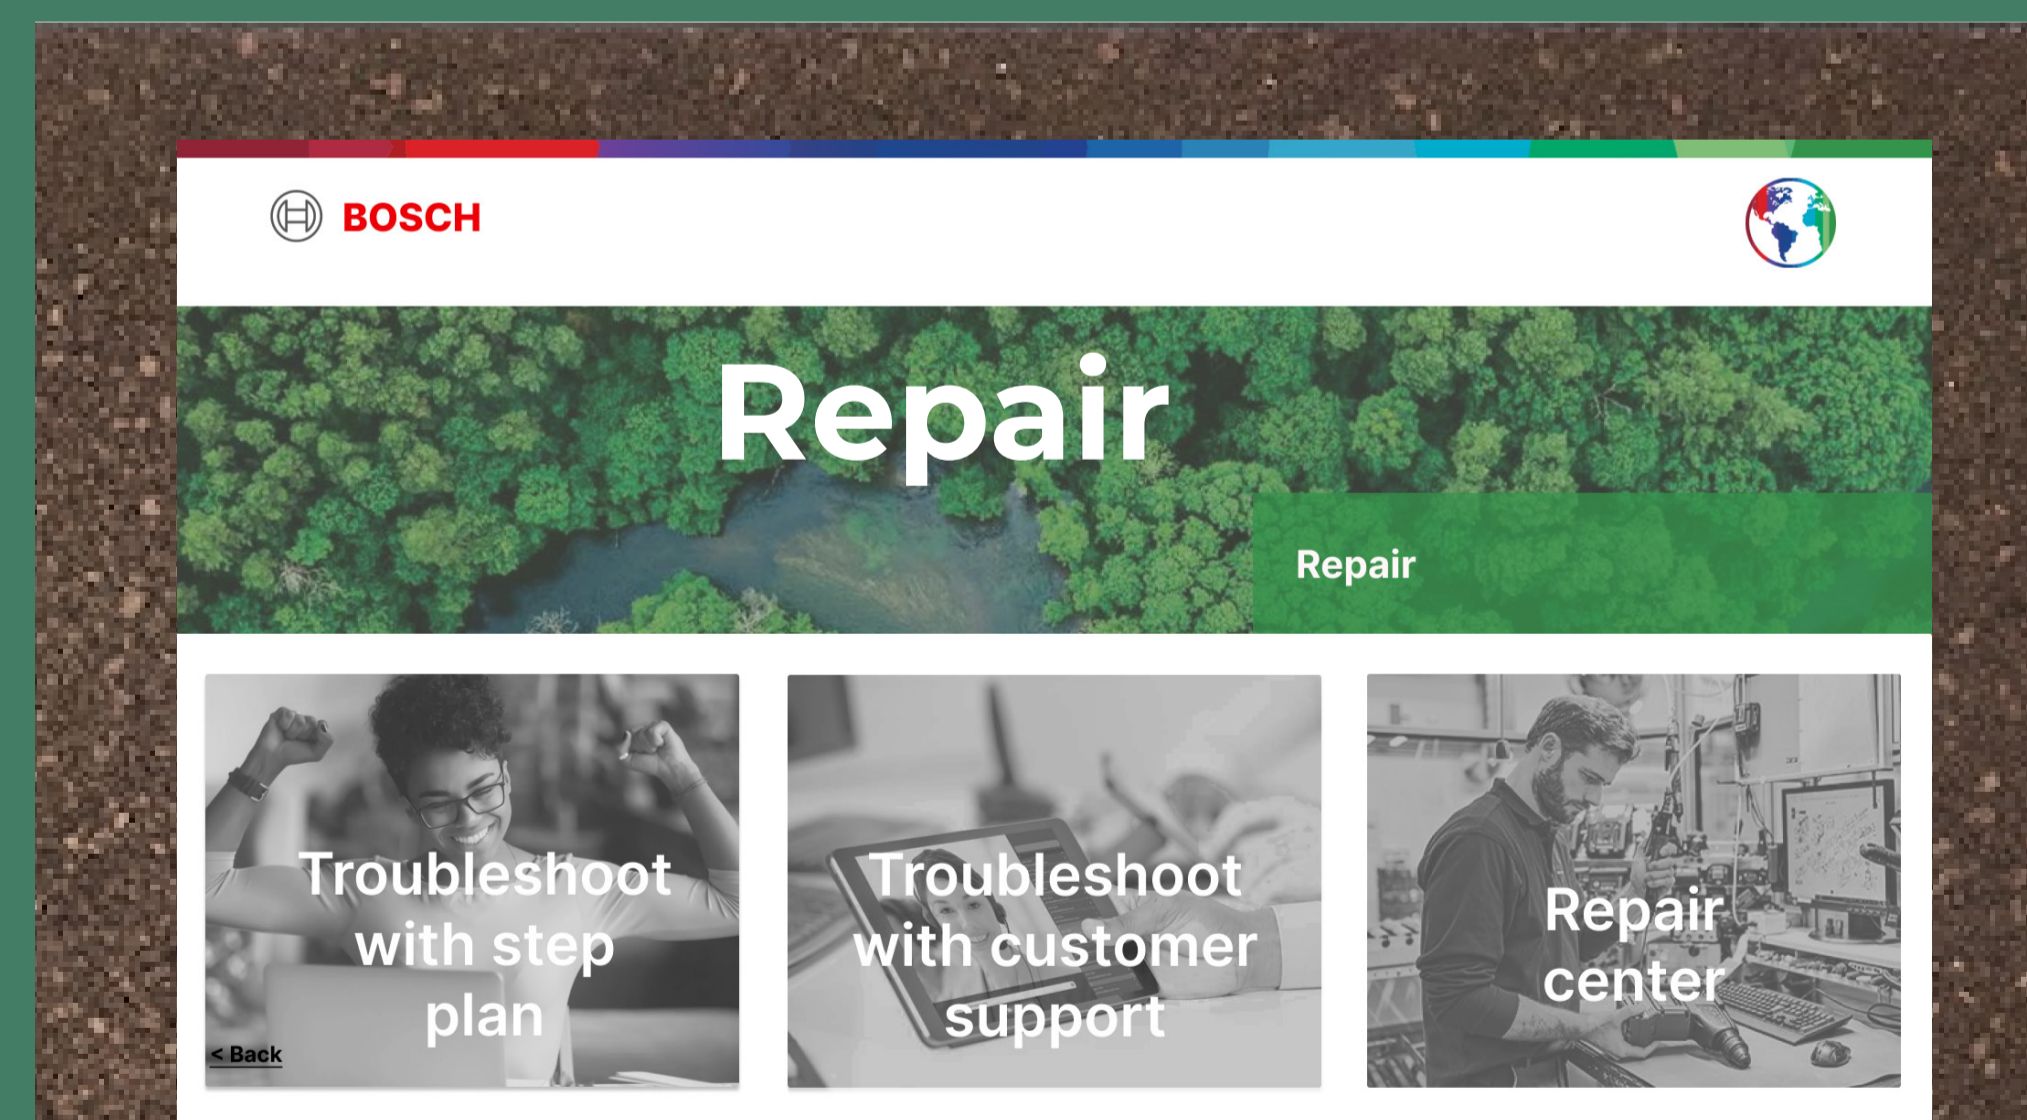 BOSCH
Repair
Repair
Troubleshoot
with step
plan
< Back
Troubleshoot
with customer
support
Repair
center